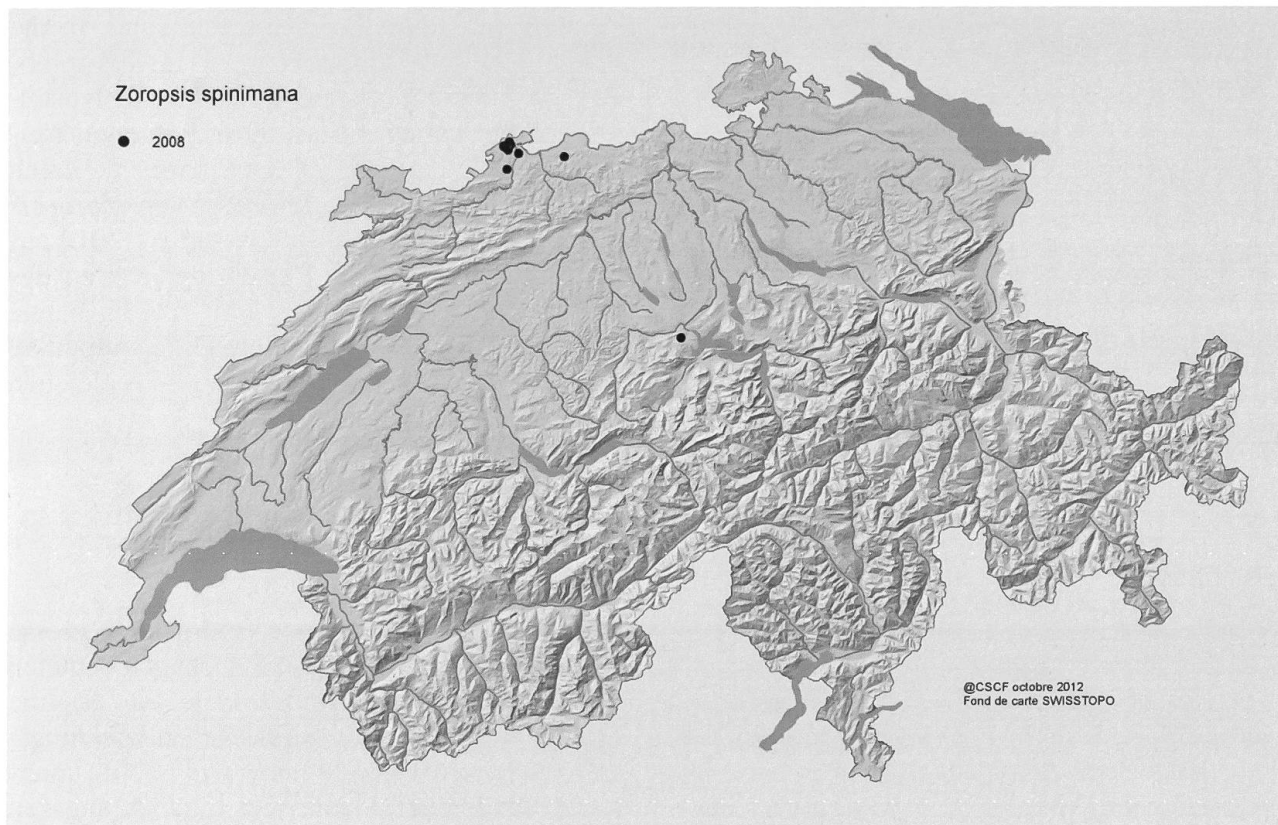 Zoropsis spinimana
2008
@CSCF octobre 2012
Fond de carte SWISSTOPO